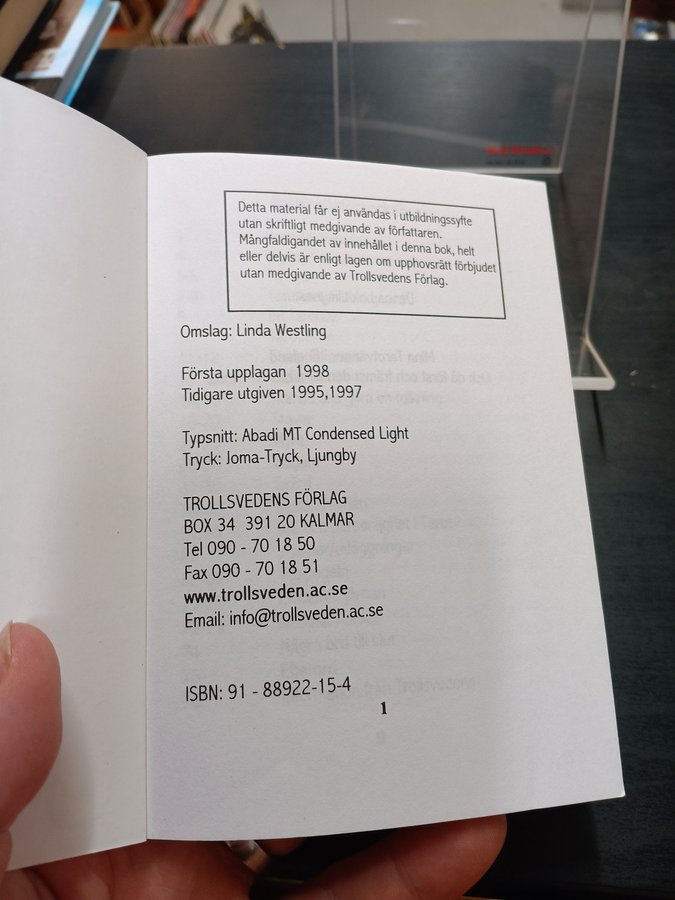 Detta material får ej användas i utbildningssyfte
utan skriftligt medgivande av författaren.
Mångfaldigandet av innehållet i denna bok, helt
eller delvis är enligt lagen om upphovsrätt förbjudet
utan medgivande av Trollsvedens Förlag.
Omslag: Linda Westling
Första upplagan 1998
Tidigare utgiven 1995,1997
Typsnitt: Abadi MT Condensed Light
Tryck: Joma-Tryck, Ljungby
TROLLSVEDENS FÖRLAG
BOX 34 391 20 KALMAR
Tel 090 - 70 18 50
Fax 090 - 70 18 51
www.trollsveden.ac.se
Email: info@trollsveden.ac.se
ISBN: 91 - 88922-15-4
1